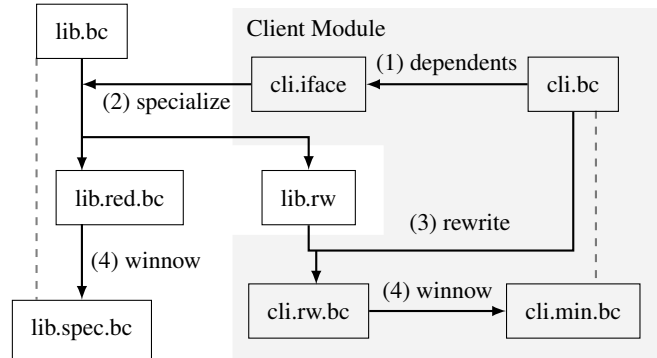 lib.bc
Client Module
(1) dependents
cli.iface
cli.bc
(2) specialize
lib.red.bc
lib.rw
(3) rewrite
(4) winnow
(4) winnow
lib.spec.bc
cli.rw.bc
cli.min.bc